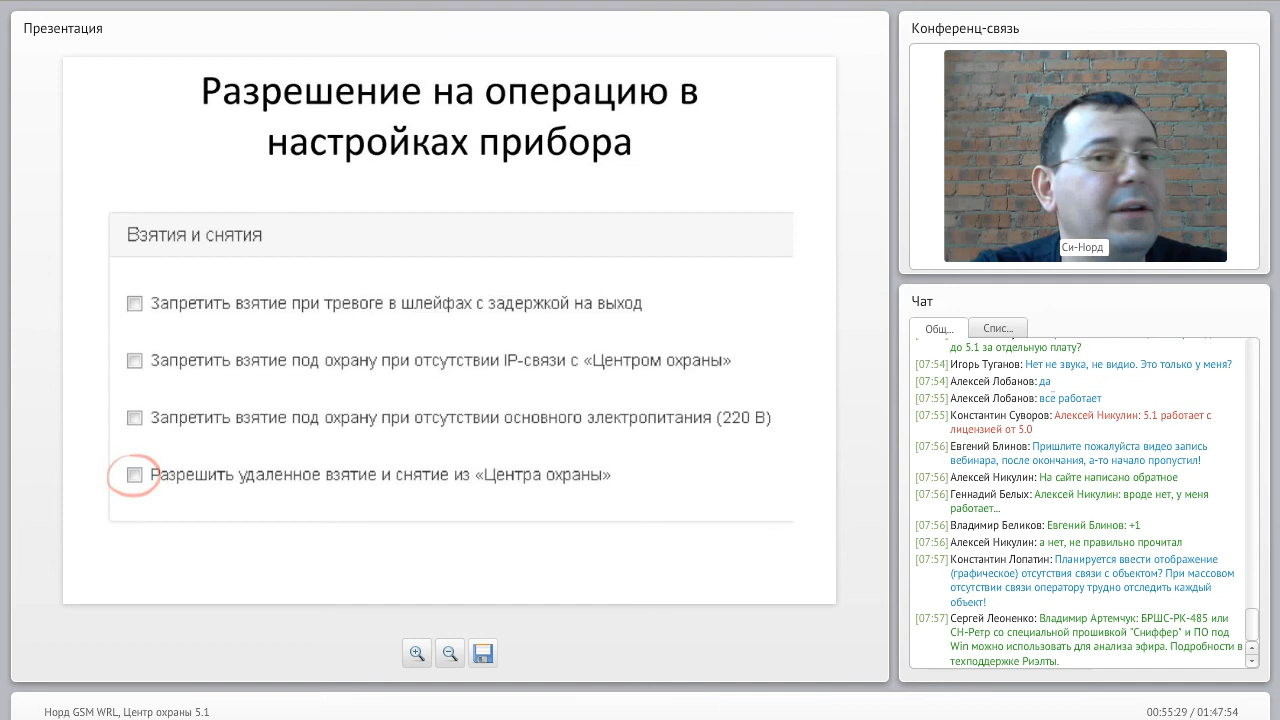 Презентация
Разрешение на операцию в
настройках прибора
Взятия и снятия
Запретить взятие при тревоге в шлейфах с задержкой на выход
Запретить взятие под охрану при отсутствии IP-связи с «Центром охраны»
Запретить взятие под охрану при отсутствии основного электропитания (220 В)
Разрешить удаленное взятие и снятие из «Центра охраны»
Конференц-связь
Си-Норд
Чат
Общ...
Спис...
до 5.1 за отдельную плату?
[07:54] Игорь Туганов: Нет не звука, не видио. Это только у меня?
[07:54] Алексей Лобанов: да
[07:55] Алексей Лобанов: всё работает
[07:55] Константин Суворов: Алексей Никулин: 5.1 работает с
лицензией от 5.0
[07:56] Евгений Блинов: Пришлите пожалуйста видео запись
вебинара, после окончания, а-то начало пропустил!
[07:56] Алексей Никулин: На сайте написано обратное
[07:56] Геннадий Белых: Алексей Никулин: вроде нет, у меня
работает...
[07:56] Владимир Беликов: Евгений Блинов: +1
[07:56] Алексей Никулин: а нет, не правильно прочитал
[07:57] Константин Лопатин: Планируется ввести отображение
(графическое) отсутствия связи с объектом? При массовом
отсутствии связи оператору трудно отследить каждый
объект!
[07:57] Сергей Леоненко: Владимир Артемчук: БРШС-РК-485 или
СН-Ретр со специальной прошивкой "Сниффер" и ПО под
Win можно использовать для анализа эфира. Подробности в
техподдержке Риэлты.
Норд GSM WRL, Центр охраны 5.1
00:55:29 / 01:47:54